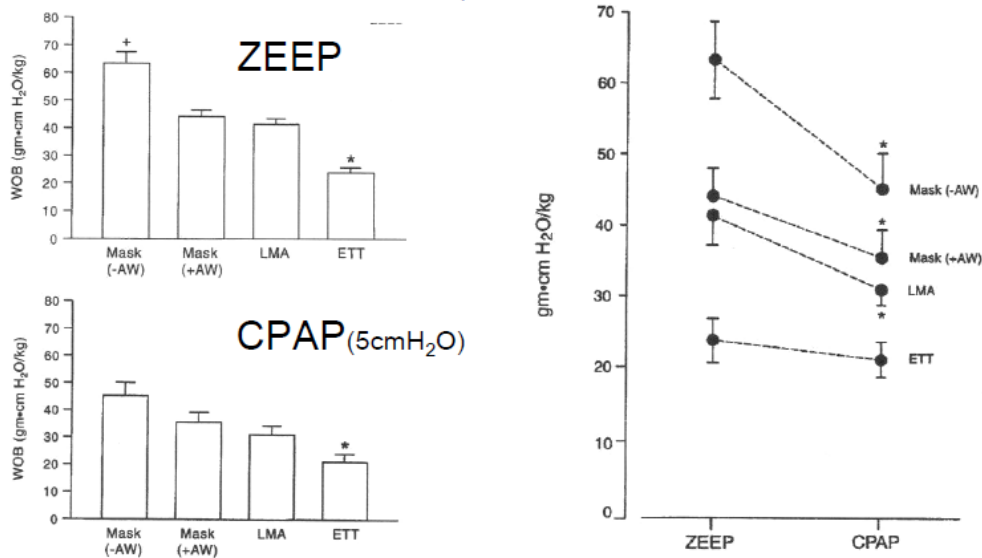 80
70
60
50
40
30
20
10
0
WOB (gm•cm H₂O/kg)
+
ZEEP
*
Mask (-AW)
Mask (+AW)
LMA
ETT
80
70
60
50
40
30
20
10
0
WOB (gm•cm H₂O/kg)
CPAP(5cmH₂O)
*
Mask (-AW)
Mask (+AW)
LMA
ETT
70
60
50
40
30
20
10
0
gm•cm H₂O/kg
*
Mask (-AW)
*
Mask (+AW)
LMA
*
ETT
ZEEP
CPAP